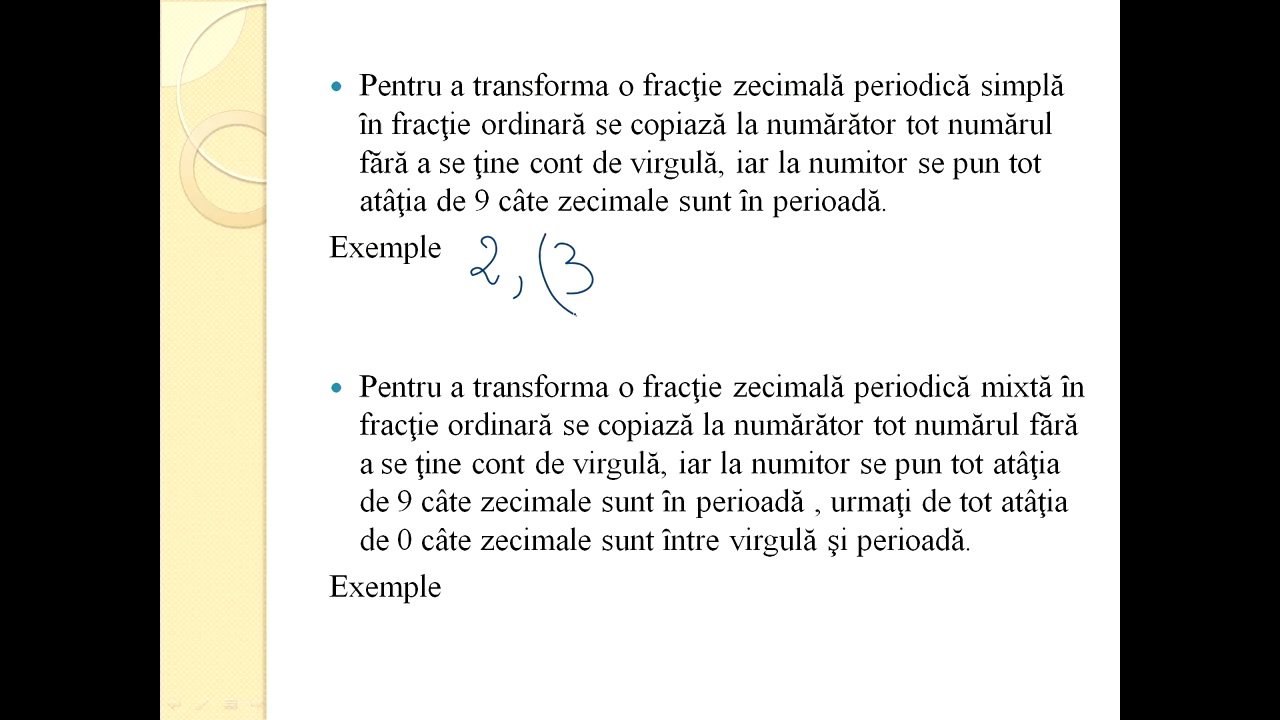 Pentru a transforma o fracţie zecimală periodică simplă
în fracţie ordinară se copiază la numărător tot numărul
fără a se ţine cont de virgulă, iar la numitor se pun tot
atâţia de 9 câte zecimale sunt în perioadă.
Exemple 2,(3
Pentru a transforma o fracţie zecimală periodică mixtă în
fracţie ordinară se copiază la numărător tot numărul fără
a se ţine cont de virgulă, iar la numitor se pun tot atâţia
de 9 câte zecimale sunt în perioadă , urmaţi de tot atâţia
de 0 câte zecimale sunt între virgulă şi perioadă.
Exemple